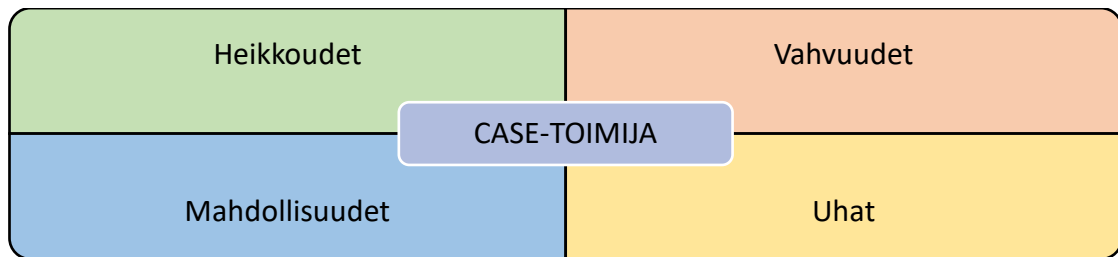 Heikkoudet
Vahvuudet
CASE-TOIMIJA
Mahdollisuudet
Uhat